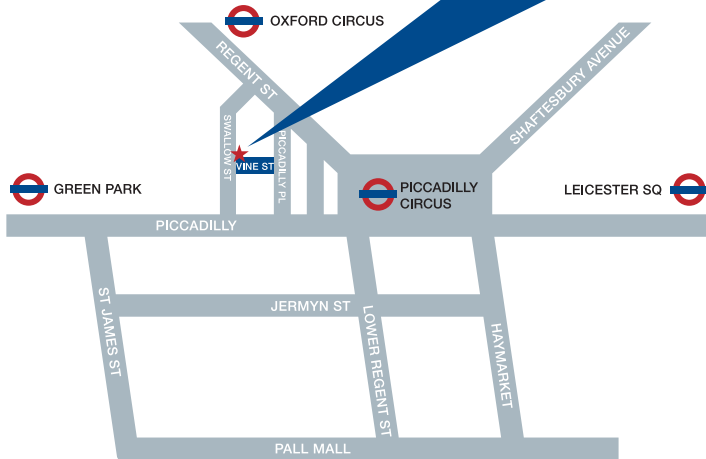 OXFORD CIRCUS
REGENT ST
SHAFTESBURY AVENUE
SWALLOW ST
PICCADILLY PL
VINE ST
GREEN PARK
PICCADILLY
CIRCUS
LEICESTER SQ
PICCADILLY
ST JAMES ST
JERMYN ST
LOWER REGENT ST
HAYMARKET
PALL MALL